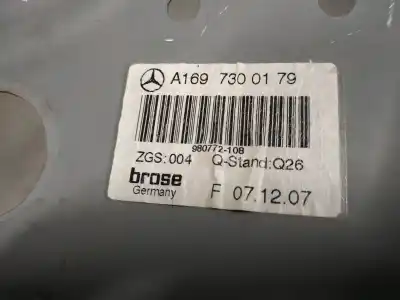 A169 730 01 79
980772-108
ZGS:004 Q-Stand:Q26
brose
Germany F 07.12.07